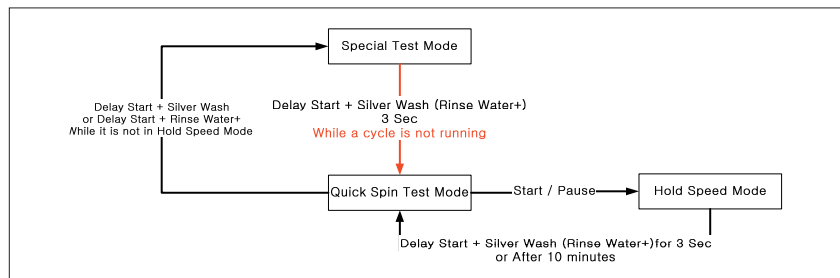 Special Test Mode
Delay Start + Silver Wash
or Delay Start + Rinse Water+
While it is not in Hold Speed Mode
Delay Start + Silver Wash (Rinse Water+)
3 Sec
While a cycle is not running
Quick Spin Test Mode
Start / Pause
Hold Speed Mode
Delay Start + Silver Wash (Rinse Water+)for 3 Sec
or After 10 minutes